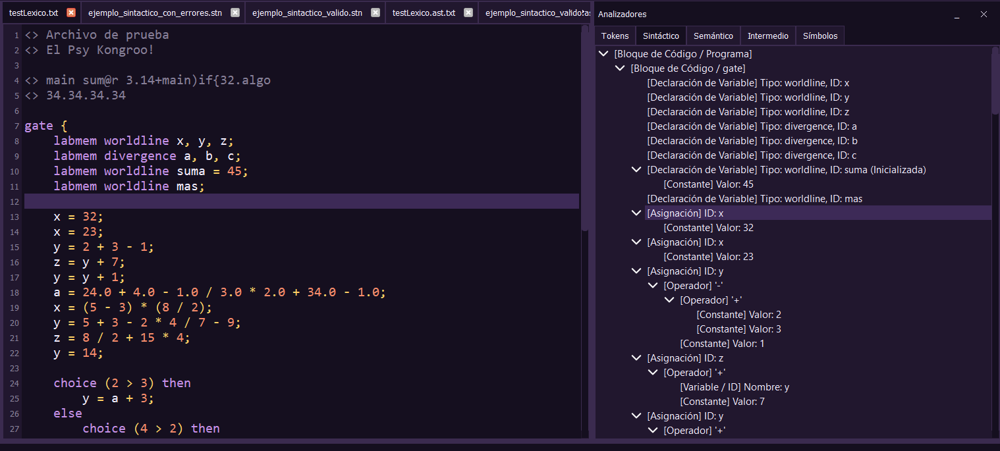 testLexico.txt ejemplo_sintactico_con_errores.stn ejemplo_sintactico_valido.stn testLexico.ast.txt ejemplo_sintactico_valido.as
1 <> Archivo de prueba
2 <> El Psy Kongroo!
3
4 <> main sum@r 3.14+main)if{32.algo
5 <> 34.34.34.34
6
7 gate {
8 labmem worldline x, y, z;
9 labmem divergence a, b, c;
10 labmem worldline suma = 45;
11 labmem worldline mas;
12
13 x = 32;
14 x = 23;
15 y = 2 + 3 - 1;
16 z = y + 7;
17 y = y + 1;
18 a = 24.0 + 4.0 - 1.0 / 3.0 * 2.0 + 34.0 - 1.0;
19 x = (5 - 3) * (8 / 2);
20 y = 5 + 3 - 2 * 4 / 7 - 9;
21 z = 8 / 2 + 15 * 4;
22 y = 14;
23
24 choice (2 > 3) then
25 y = a + 3;
26 else
27 choice (4 > 2) then
Analizadores
Tokens Sintáctico Semántico Intermedio Símbolos
[Bloque de Código / Programa]
[Bloque de Código / gate]
[Declaración de Variable] Tipo: worldline, ID: x
[Declaración de Variable] Tipo: worldline, ID: y
[Declaración de Variable] Tipo: worldline, ID: z
[Declaración de Variable] Tipo: divergence, ID: a
[Declaración de Variable] Tipo: divergence, ID: b
[Declaración de Variable] Tipo: divergence, ID: c
[Declaración de Variable] Tipo: worldline, ID: suma (Inicializada)
[Constante] Valor: 45
[Declaración de Variable] Tipo: worldline, ID: mas
[Asignación] ID: x
[Constante] Valor: 32
[Asignación] ID: x
[Constante] Valor: 23
[Asignación] ID: y
[Operador] '-'
[Operador] '+'
[Constante] Valor: 2
[Constante] Valor: 3
[Constante] Valor: 1
[Asignación] ID: z
[Operador] '+'
[Variable / ID] Nombre: y
[Constante] Valor: 7
[Asignación] ID: y
[Operador] '+'